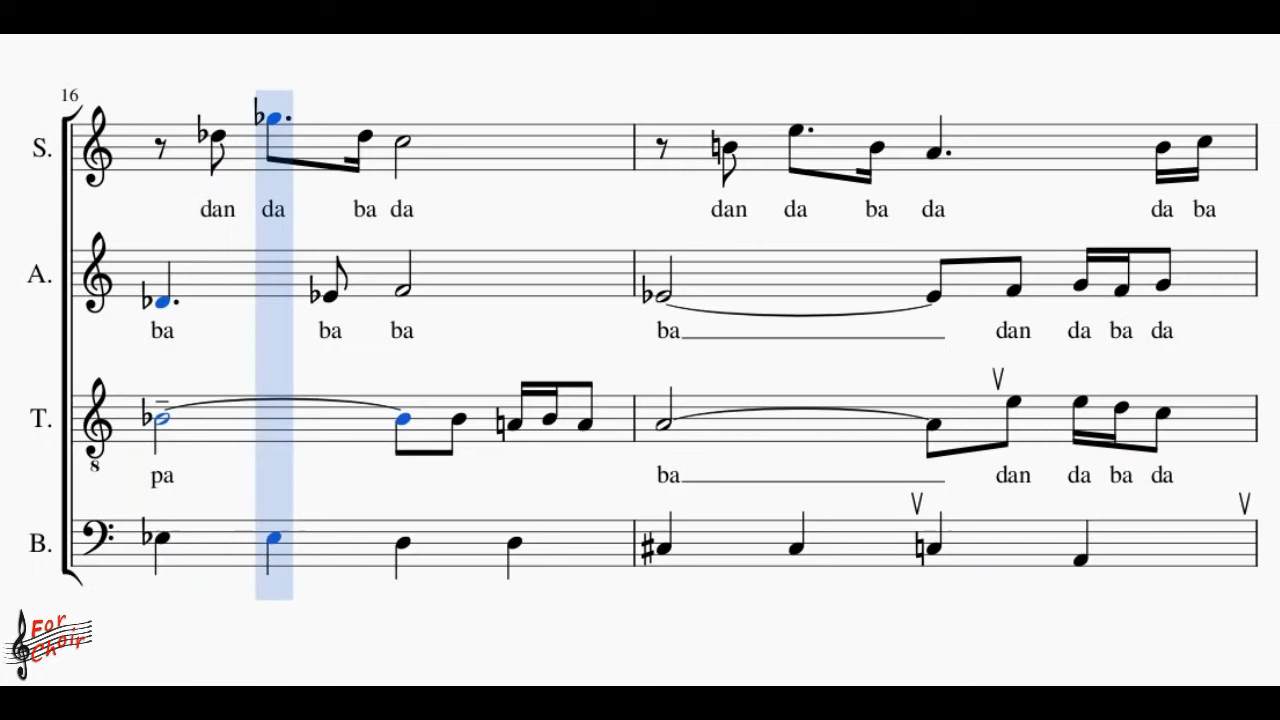 16
S.
dan da ba da dan da ba da da ba
A.
ba ba ba ba dan da ba da
T.
8
pa ba dan da ba da
B.
For
Choir